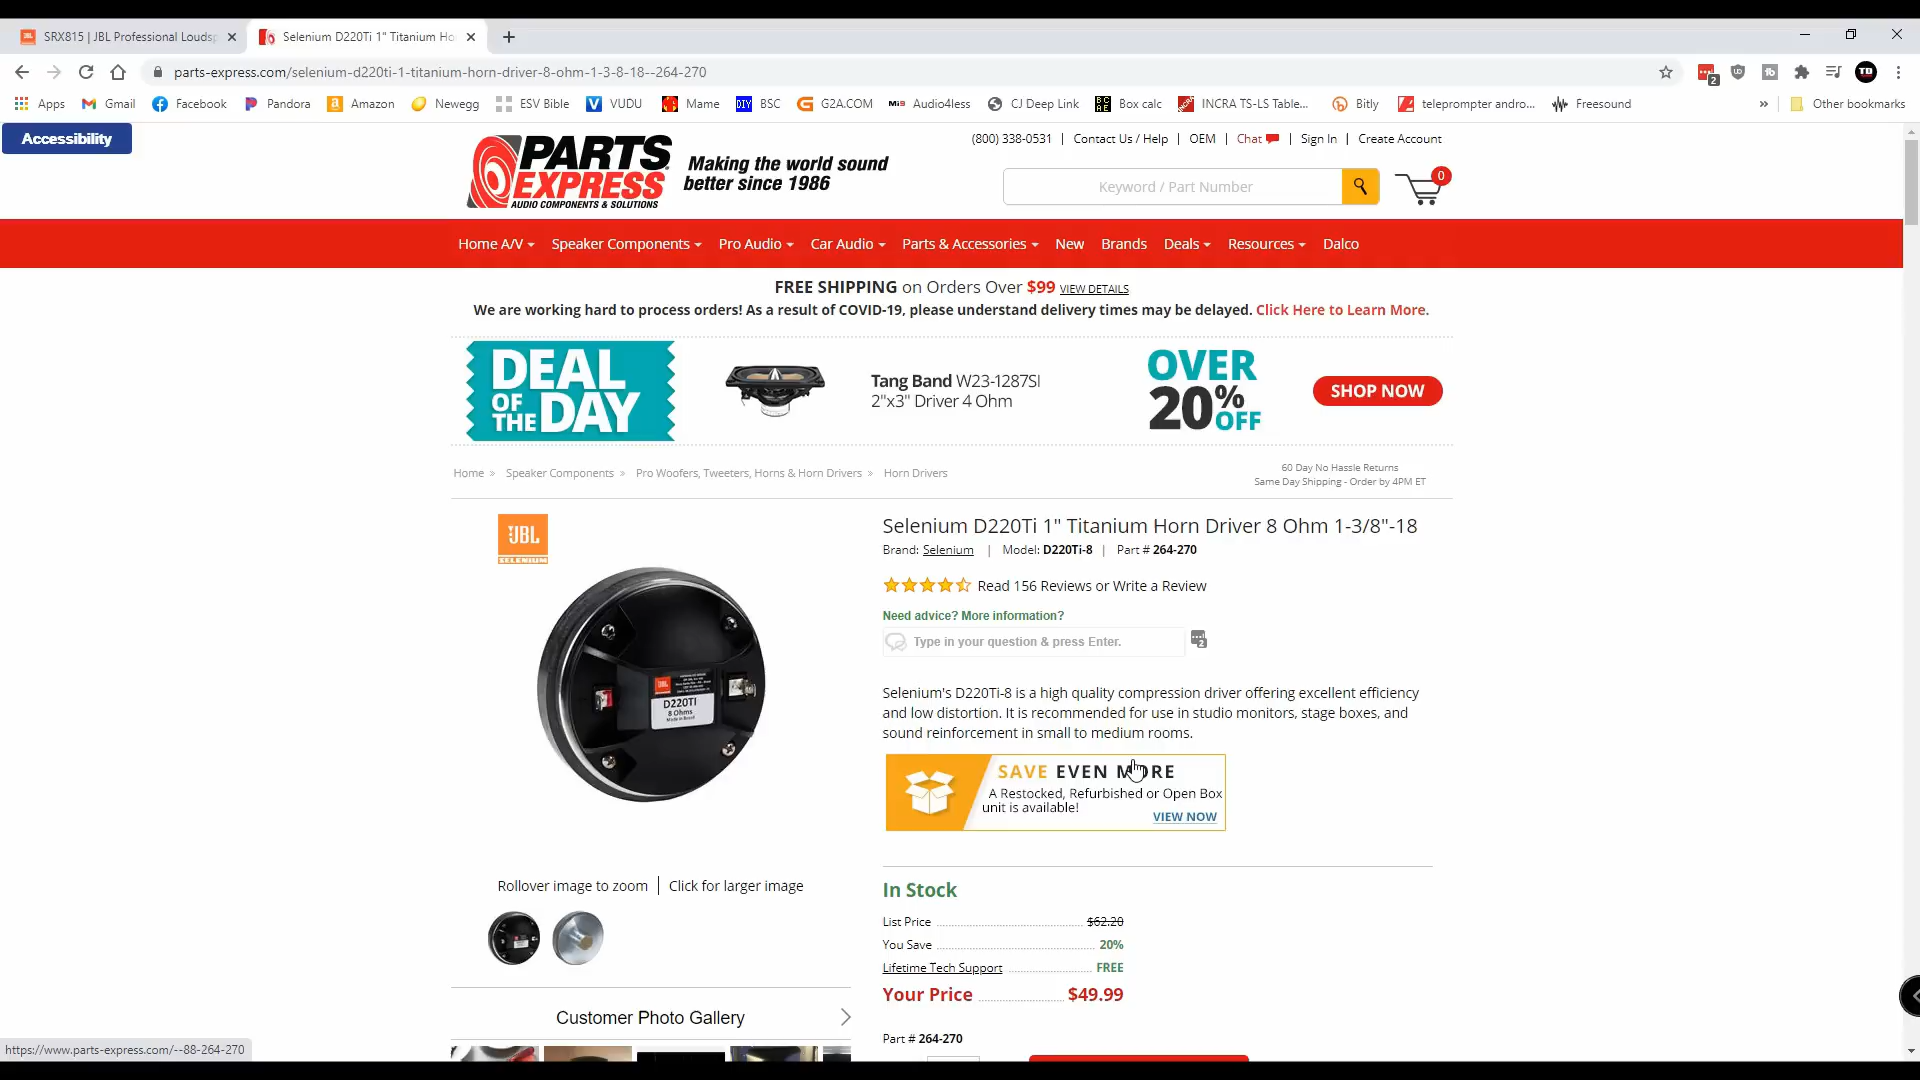 SRX815 | JBL Professional Loudsp
Selenium D220Ti 1" Titanium Ho
parts-express.com/selenium-d220ti-1-titanium-horn-driver-8-ohm-1-3-8-18--264-270
2
TD
Apps
Gmail
Facebook
Pandora
Amazon
Newegg
ESV Bible
VUDU
Mame
DIY
BSC
G2A.COM
Audio4less
CJ Deep Link
Box calc
INCRA TS-LS Table...
Bitly
teleprompter andro...
Freesound
»
Other bookmarks
Accessibility
PARTS EXPRESS
AUDIO COMPONENTS & SOLUTIONS
Making the world sound
better since 1986
(800) 338-0531 | Contact Us / Help | OEM | Chat | Sign In | Create Account
Keyword / Part Number
0
Home A/V
Speaker Components
Pro Audio
Car Audio
Parts & Accessories
New
Brands
Deals
Resources
Dalco
FREE SHIPPING on Orders Over $99 VIEW DETAILS
We are working hard to process orders! As a result of COVID-19, please understand delivery times may be delayed. Click Here to Learn More.
DEAL
OF THE DAY
Tang Band W23-1287SI
2"x3" Driver 4 Ohm
OVER
20% OFF
SHOP NOW
Home » Speaker Components » Pro Woofers, Tweeters, Horns & Horn Drivers » Horn Drivers
60 Day No Hassle Returns
Same Day Shipping - Order by 4PM ET
JBL
SELENIUM
Selenium D220Ti 1" Titanium Horn Driver 8 Ohm 1-3/8"-18
Brand: Selenium | Model: D220Ti-8 | Part # 264-270
Read 156 Reviews or Write a Review
Need advice? More information?
Type in your question & press Enter.
2
JBL
D220TI
8 Ohms
Made in Brazil
Selenium's D220Ti-8 is a high quality compression driver offering excellent efficiency
and low distortion. It is recommended for use in studio monitors, stage boxes, and
sound reinforcement in small to medium rooms.
SAVE EVEN MORE
A Restocked, Refurbished or Open Box
unit is available!
VIEW NOW
Rollover image to zoom | Click for larger image
In Stock
List Price $62.20
You Save 20%
Lifetime Tech Support FREE
Your Price $49.99
Customer Photo Gallery
Part # 264-270
https://www.parts-express.com/--88-264-270